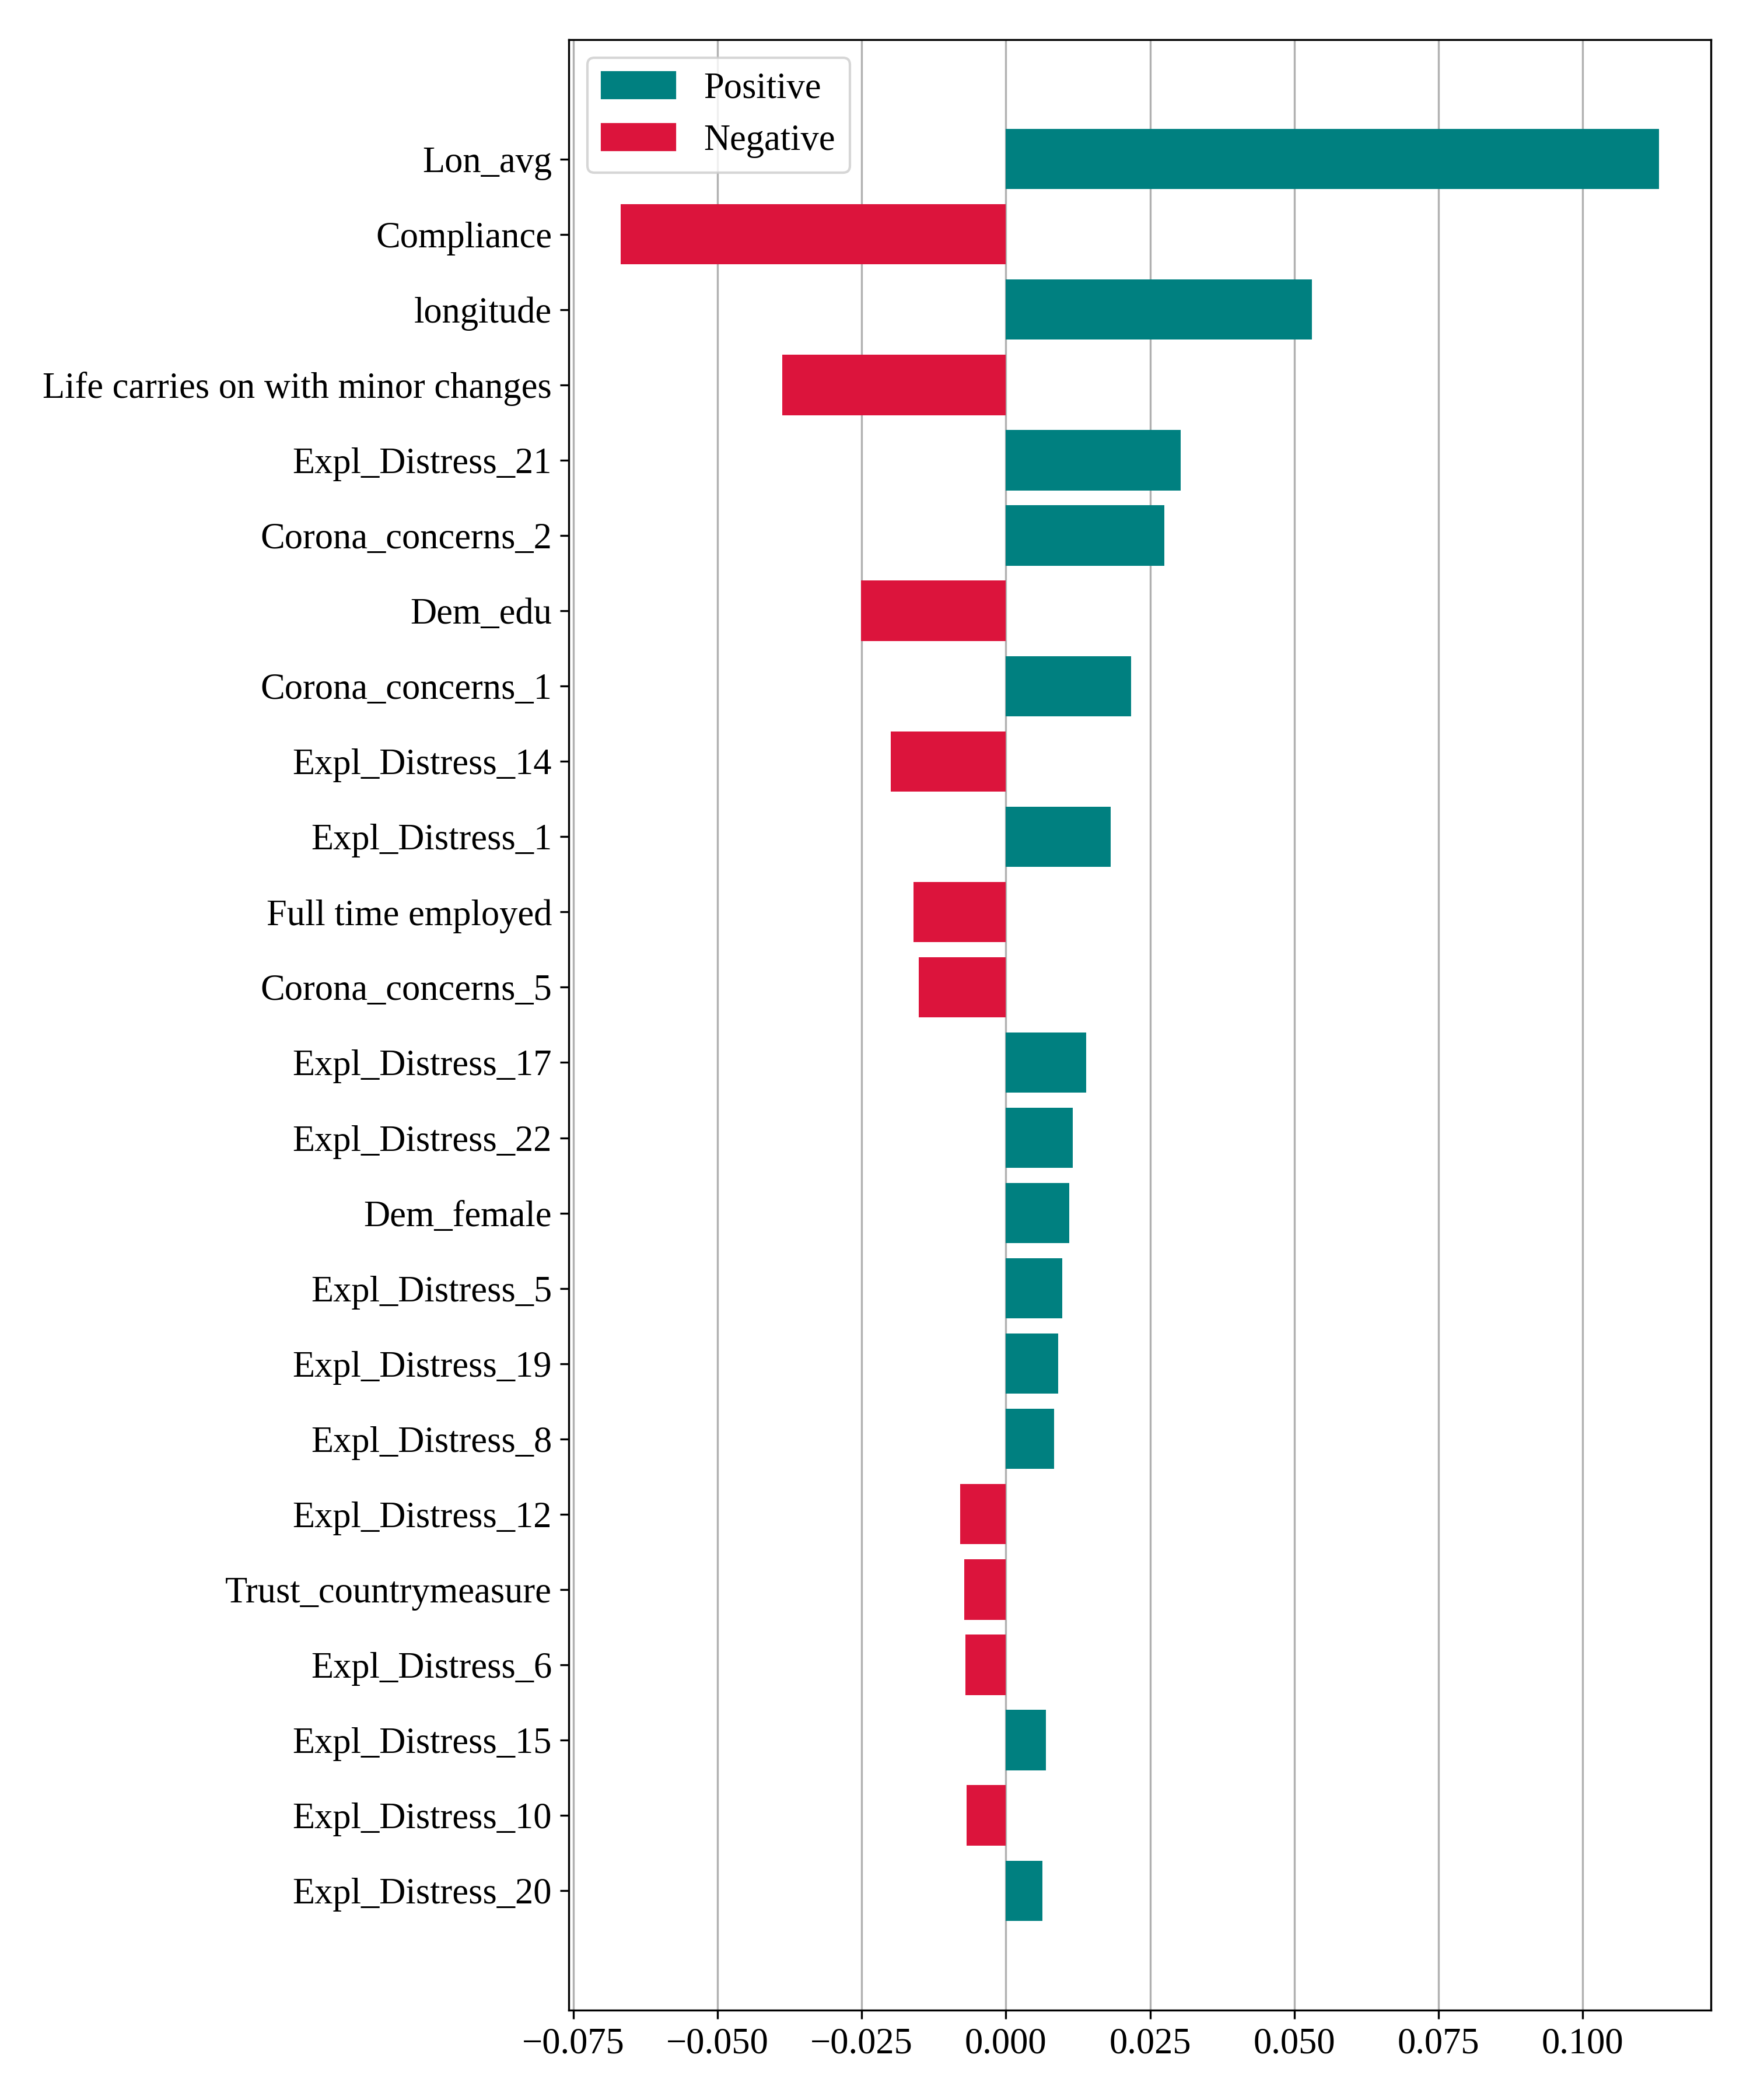 Positive
Negative
Lon_avg
Compliance
longitude
Life carries on with minor changes
Expl_Distress_21
Corona_concerns_2
Dem_edu
Corona_concerns_1
Expl_Distress_14
Expl_Distress_1
Full time employed
Corona_concerns_5
Expl_Distress_17
Expl_Distress_22
Dem_female
Expl_Distress_5
Expl_Distress_19
Expl_Distress_8
Expl_Distress_12
Trust_countrymeasure
Expl_Distress_6
Expl_Distress_15
Expl_Distress_10
Expl_Distress_20
−0.075 −0.050 −0.025 0.000 0.025 0.050 0.075 0.100